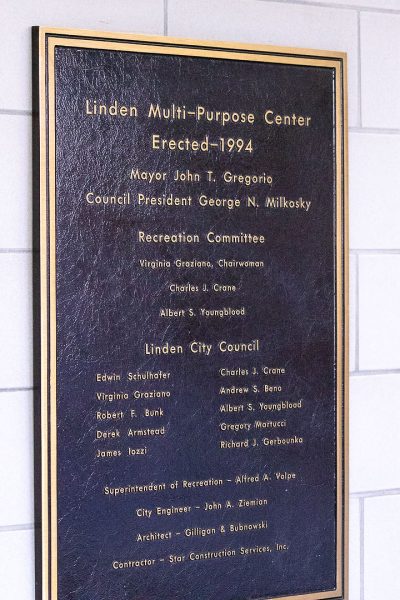 Linden Multi-Purpose Center
Erected-1994
Mayor John T. Gregorio
Council President George N. Milkosky
Recreation Committee
Virginia Graziano, Chairwoman
Charles J. Crane
Albert S. Youngblood
Linden City Council
Edwin Schulhafer
Virginia Graziano
Robert F. Bunk
Derek Armstead
James Iozzi
Charles J. Crane
Andrew S. Beno
Albert S. Youngblood
Gregory Martucci
Richard J. Gerbounka
Superintendent of Recreation - Alfred A. Volpe
City Engineer - John A. Ziemian
Architect - Gilligan & Bubnowski
Contractor - Star Construction Services, Inc.